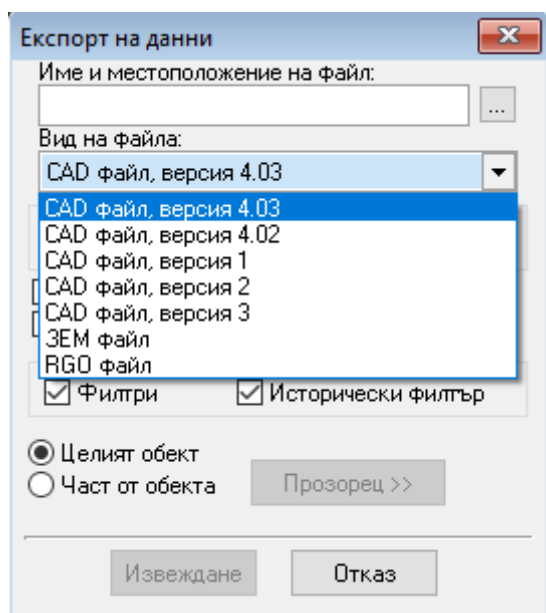 Експорт на данни
Име и местоположение на файл:
...
Вид на файла:
CAD файл, версия 4.03
CAD файл, версия 4.03
CAD файл, версия 4.02
CAD файл, версия 1
CAD файл, версия 2
CAD файл, версия 3
ЗЕМ файл
RGO файл
Филтри Исторически филтър
Целият обект
Част от обекта Прозорец >>
Извеждане Отказ